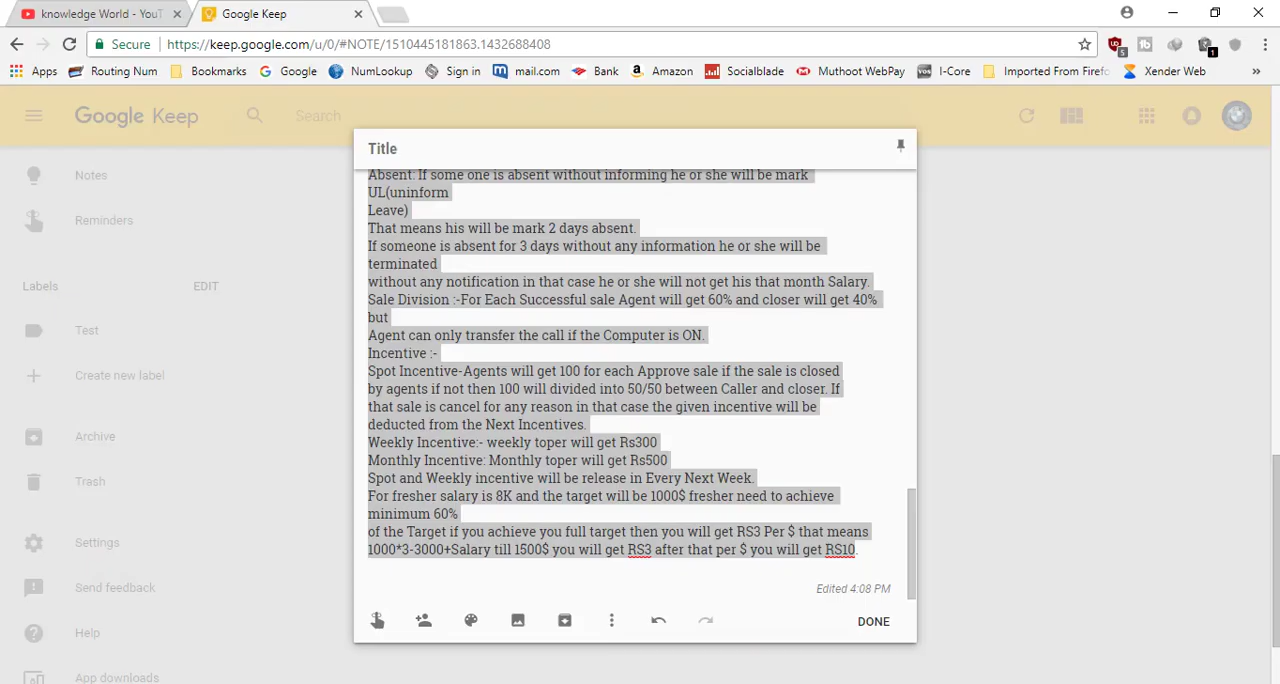 knowledge World - YouT
Google Keep
Secure
https://keep.google.com/u/0/#NOTE/1510445181863.1432688408
5
1
Apps
Routing Num
Bookmarks
Google
NumLookup
Sign in
mail.com
Bank
Amazon
Socialblade
Muthoot WebPay
VOS
I-Core
Imported From Firefo
Xender Web
»
Google Keep
Search
Notes
Reminders
Labels
EDIT
Test
Create new label
Archive
Trash
Settings
Send feedback
Help
App downloads
Title
Absent: If some one is absent without informing he or she will be mark
UL(uninform
Leave)
That means his will be mark 2 days absent.
If someone is absent for 3 days without any information he or she will be
terminated
without any notification in that case he or she will not get his that month Salary.
Sale Division :-For Each Successful sale Agent will get 60% and closer will get 40%
but
Agent can only transfer the call if the Computer is ON.
Incentive :-
Spot Incentive-Agents will get 100 for each Approve sale if the sale is closed
by agents if not then 100 will divided into 50/50 between Caller and closer. If
that sale is cancel for any reason in that case the given incentive will be
deducted from the Next Incentives.
Weekly Incentive:- weekly toper will get Rs300
Monthly Incentive: Monthly toper will get Rs500
Spot and Weekly incentive will be release in Every Next Week.
For fresher salary is 8K and the target will be 1000$ fresher need to achieve
minimum 60%
of the Target if you achieve you full target then you will get RS3 Per $ that means
1000*3-3000+Salary till 1500$ you will get RS3 after that per $ you will get RS10.
Edited 4:08 PM
DONE